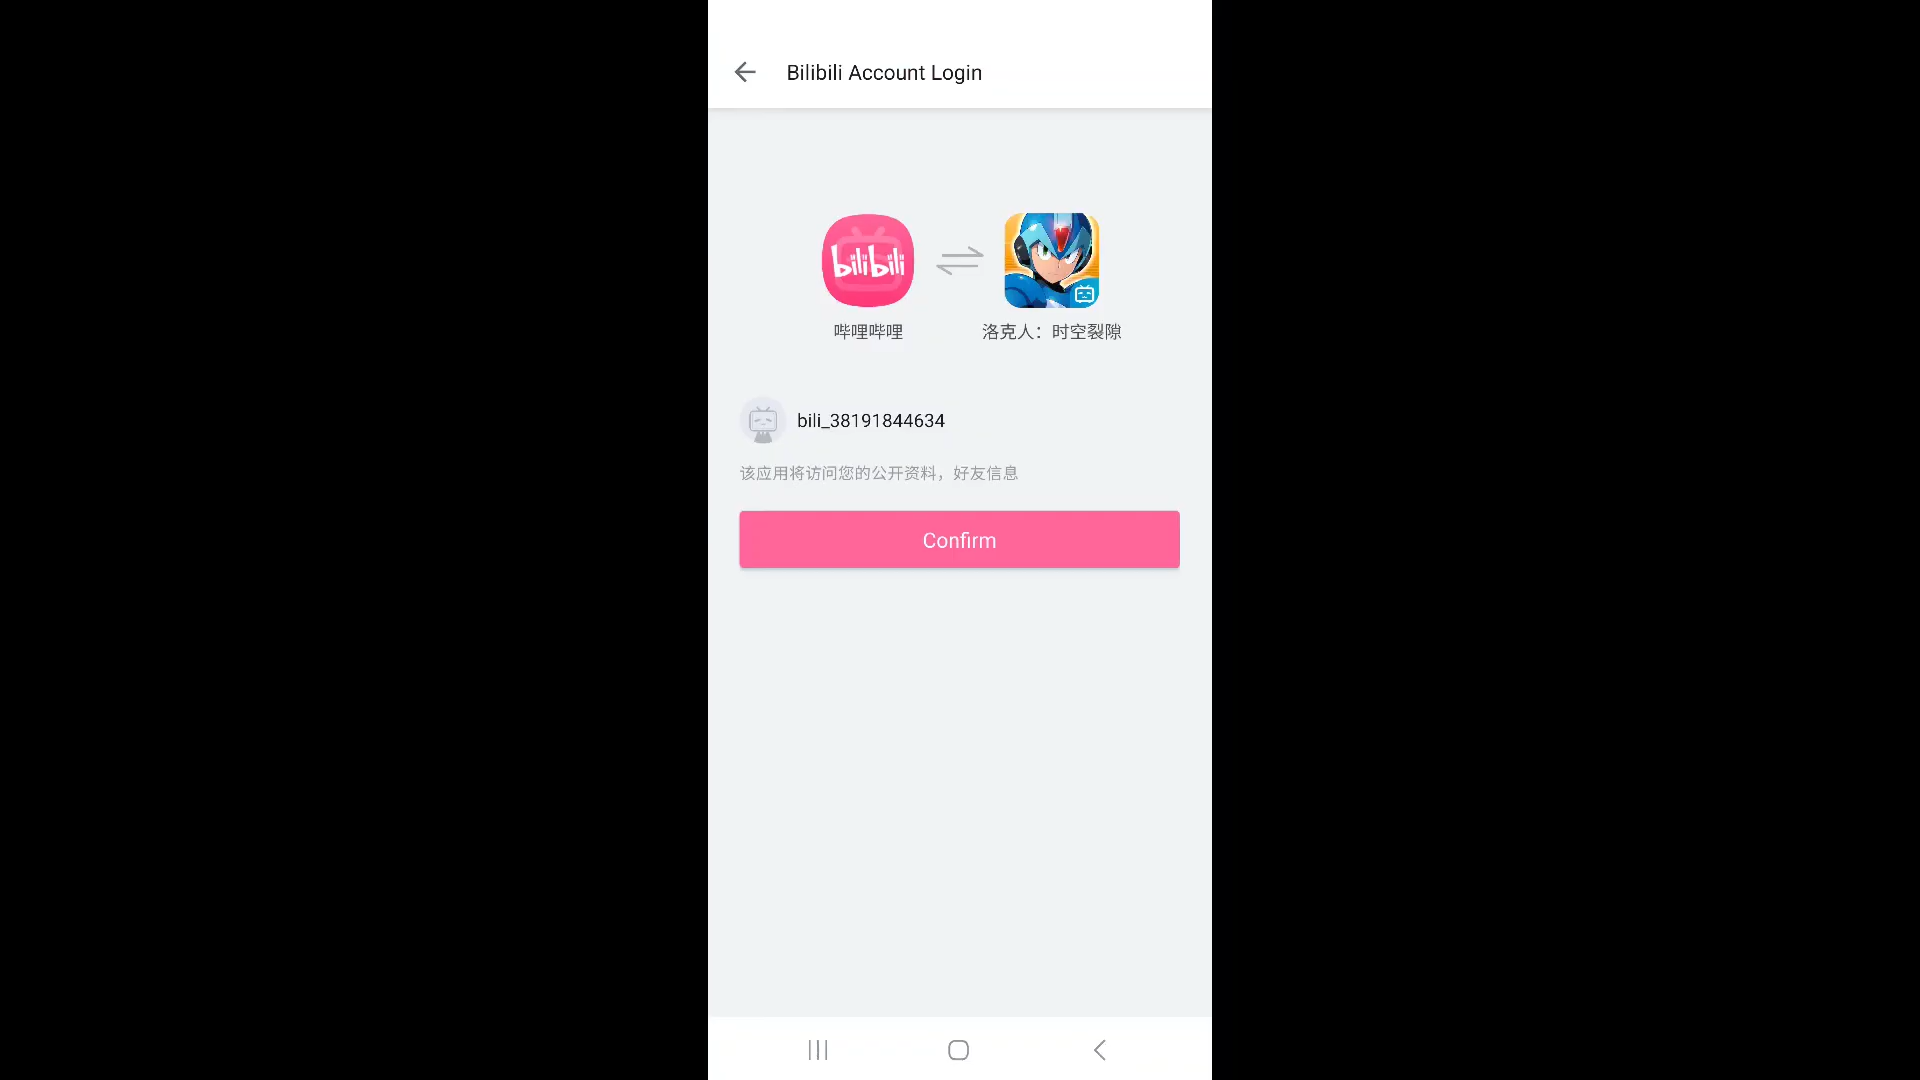 Bilibili Account Login
bilibili
哔哩哔哩
洛克人：时空裂隙
bili_38191844634
该应用将访问您的公开资料，好友信息
Confirm